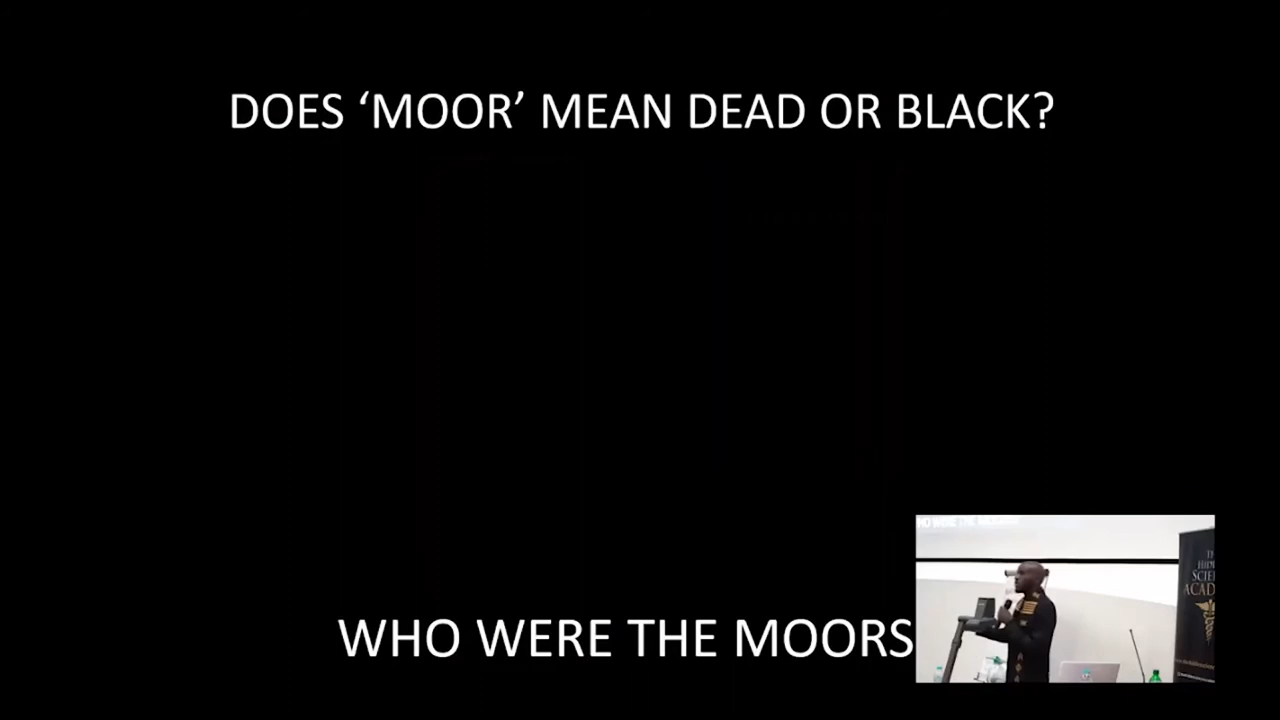 DOES ‘MOOR’ MEAN DEAD OR BLACK?
WHO WERE THE MOORS